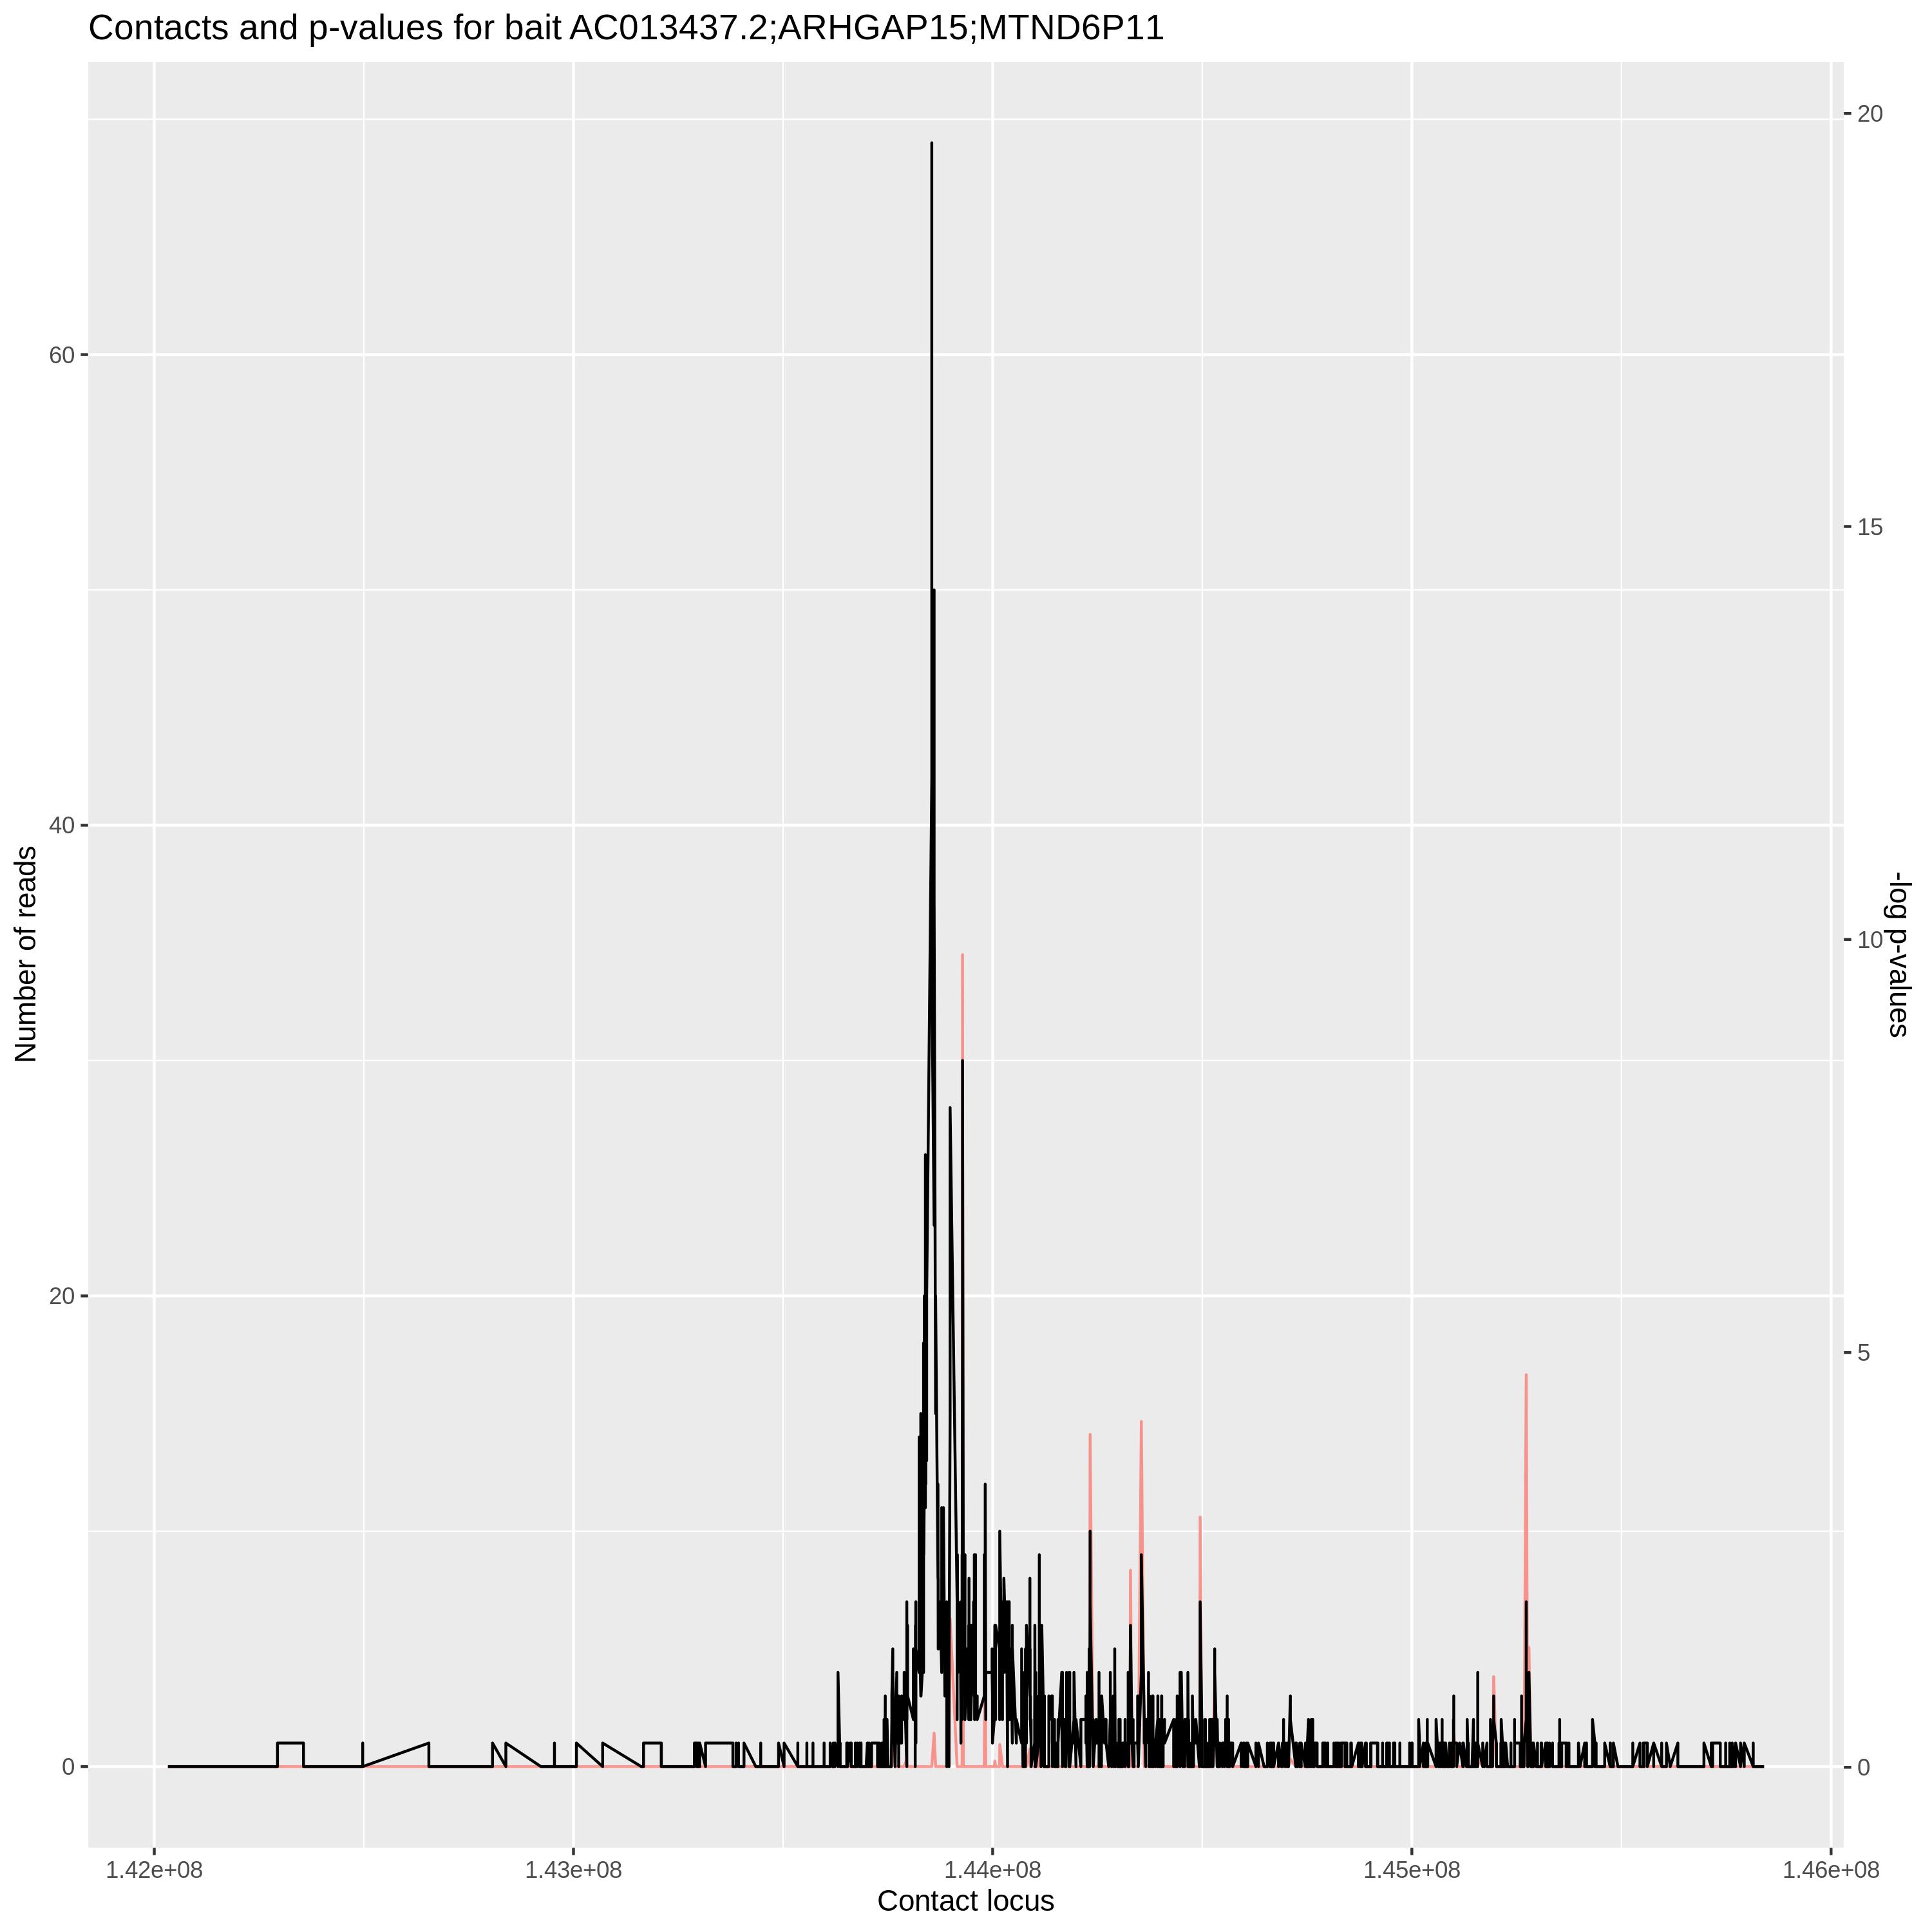 Contacts and p-values for bait AC013437.2;ARHGAP15;MTND6P11
Number of reads
60
40
20
0
20
15
10
5
0
-log p-values
1.42e+08 1.43e+08 1.44e+08 1.45e+08 1.46e+08
Contact locus